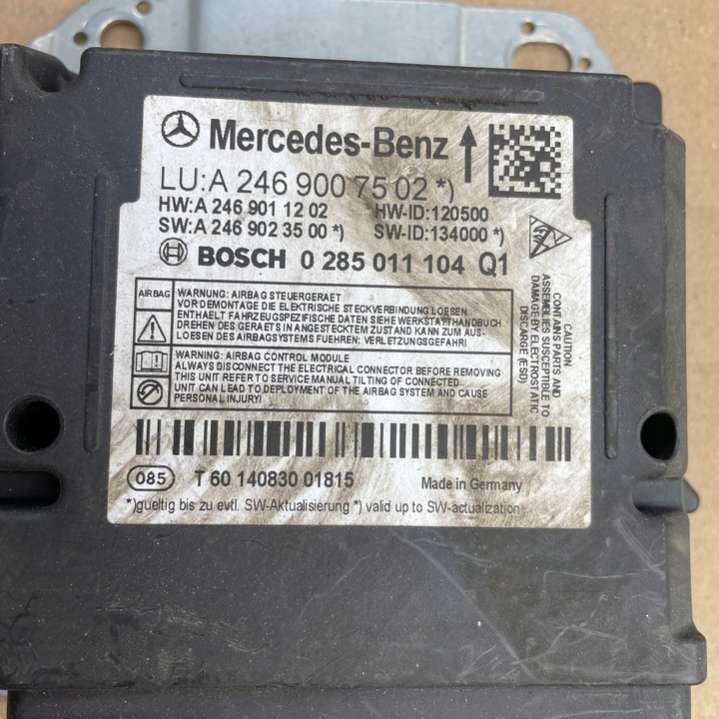 Mercedes-Benz
LU:A 246 900 75 02 *)
HW:A 246 901 12 02 HW-ID:120500
SW:A 246 902 35 00 *) SW-ID:134000 *)
BOSCH 0 285 011 104 Q1
AIRBAG
WARNUNG: AIRBAG STEUERGERAET
VOR DEMONTAGE DIE ELEKTRISCHE STECKVERBINDUNG LOESEN
ENTHAELT FAHRZEUGSPEZIFISCHE DATEN SIEHE WERKSTATTHANDBUCH
DREHEN DES GERAETS IN ANGESTECKTEM ZUSTAND KANN ZUM AUS-
LOESEN DES AIRBAGSYSTEMS FUEHREN: VERLETZUNGSGEFAHR!
WARNING: AIRBAG CONTROL MODULE
ALWAYS DISCONNECT THE ELECTRICAL CONNECTOR BEFORE REMOVING
THIS UNIT REFER TO SERVICE MANUAL TILTING OF CONNECTED
UNIT CAN LEAD TO DEPLOYMENT OF THE AIRBAG SYSTEM AND CAUSE
PERSONAL INJURY!
CAUTION
CONTAINS PARTS AND
ASSEMBLIES SUSCEPTIBLE TO
DAMAGE BY ELECTROSTATIC
DISCHARGE (ESD)
085 T 60 140830 01815 Made in Germany
*)gueltig bis zu evtl. SW-Aktualisierung *) valid up to SW-actualization